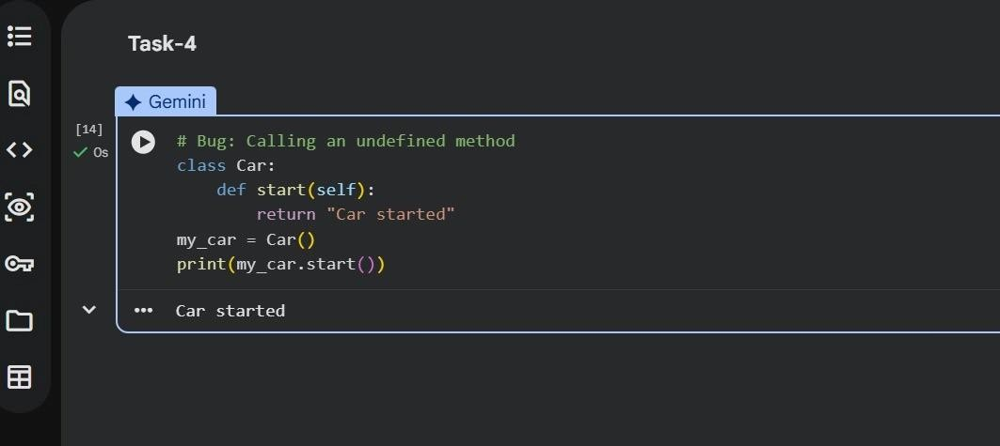 Task-4
Gemini
[14]
0s
# Bug: Calling an undefined method
class Car:
    def start(self):
        return "Car started"
my_car = Car()
print(my_car.start())
Car started